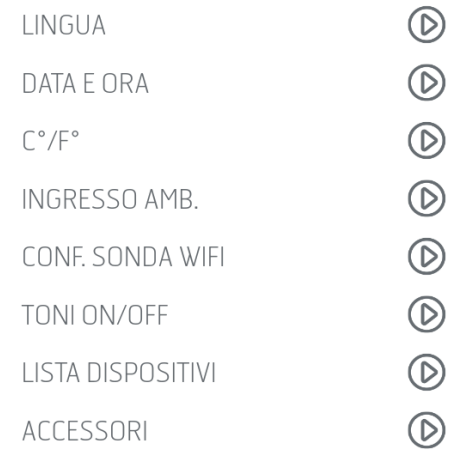 LINGUA
DATA E ORA
C°/F°
INGRESSO AMB.
CONF. SONDA WIFI
TONI ON/OFF
LISTA DISPOSITIVI
ACCESSORI